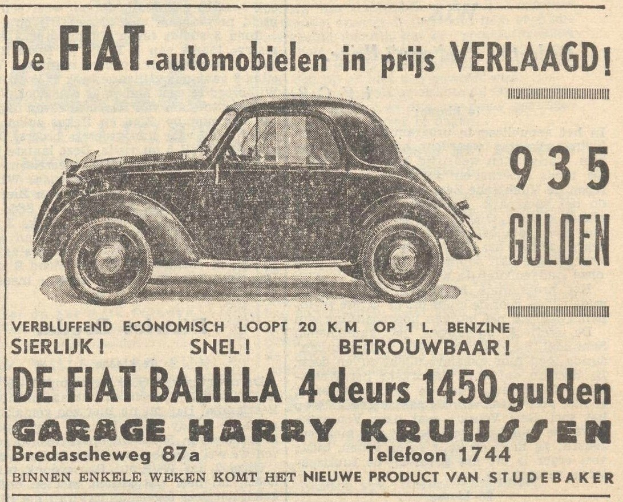 De FIAT-automobielen in prijs VERLAAGD!
935
GULDEN
VERBLUFFEND ECONOMISCH LOOPT 20 K.M OP 1 L. BENZINE
SIERLIJK! SNEL! BETROUWBAAR!
DE FIAT BALILLA 4 deurs 1450 gulden
GARAGE HARRY KRUIJSSEN
Bredascheweg 87a Telefoon 1744
BINNEN ENKELE WEKEN KOMT HET NIEUWE PRODUCT VAN STUDEBAKER